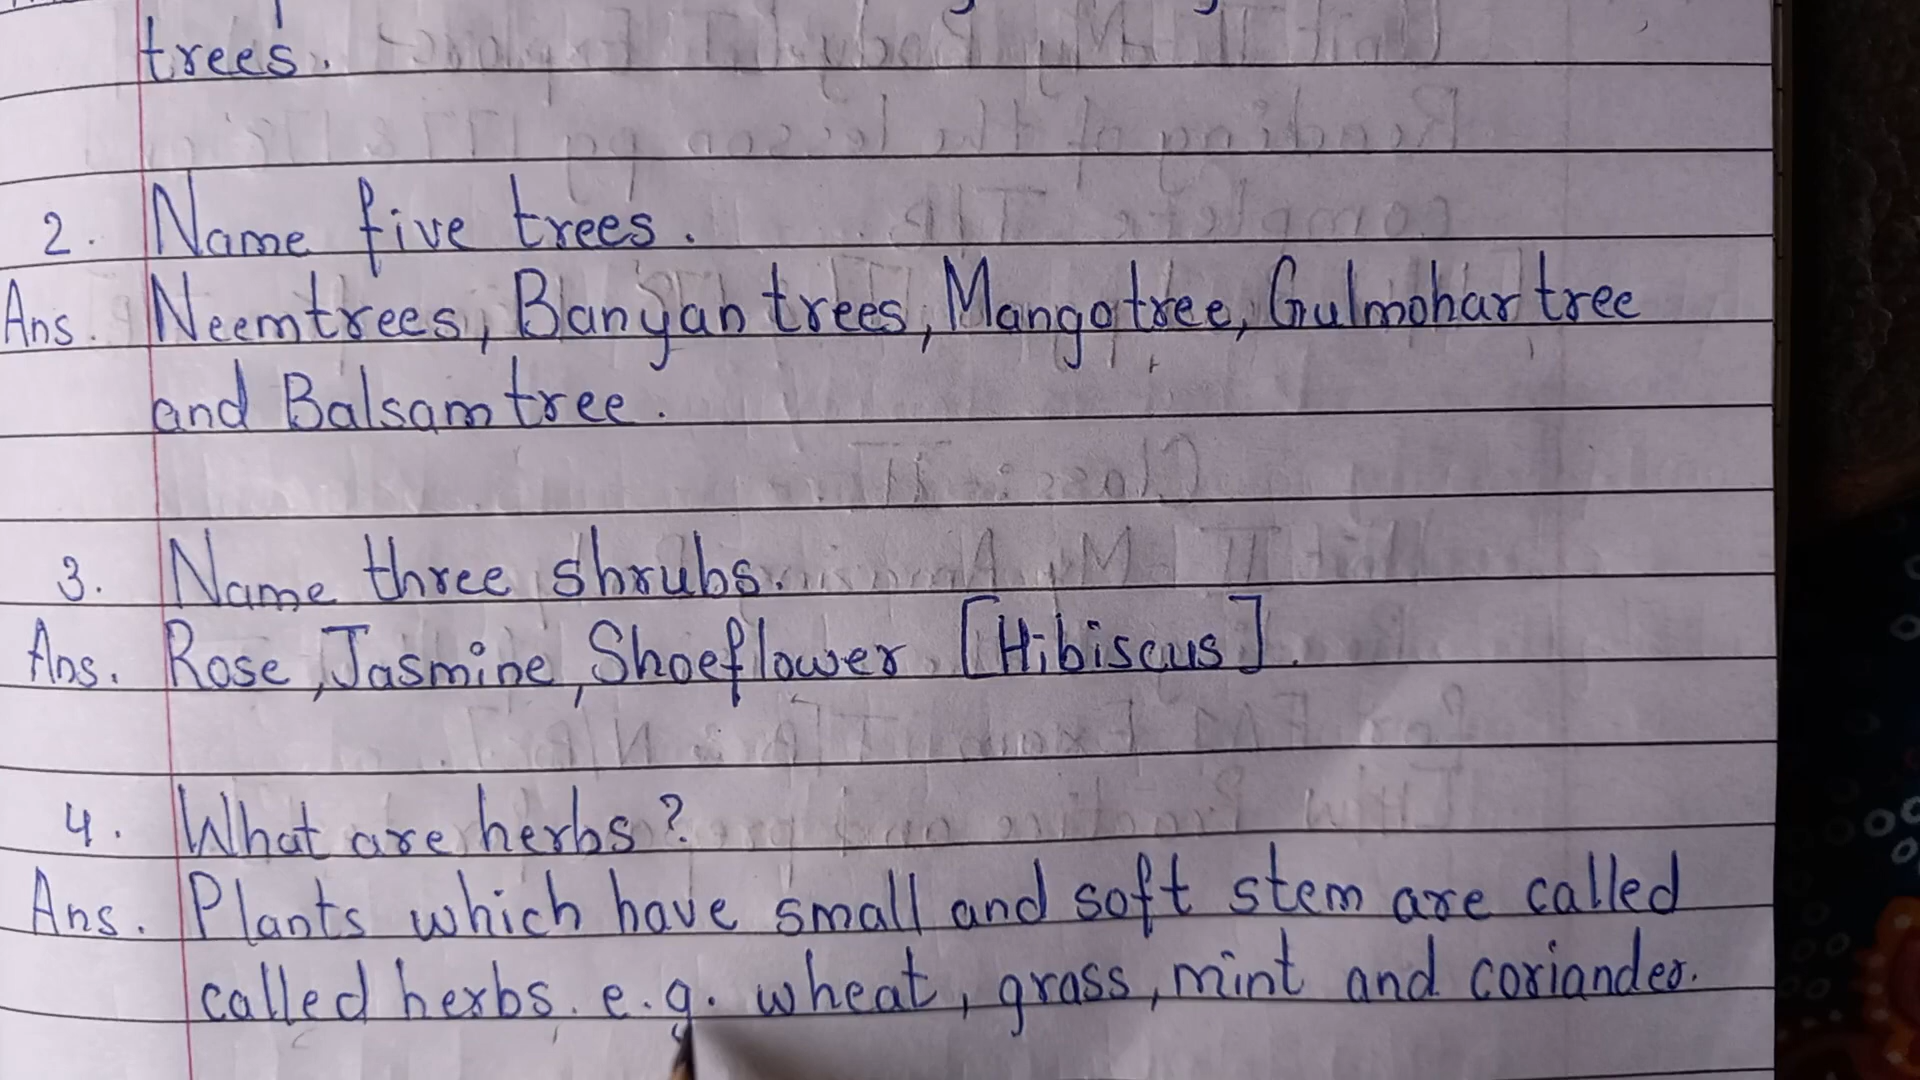 trees.
2. Name five trees.
Ans. Neemtrees, Banyan trees, Mangotree, Gulmohar tree
and Balsam tree.
3. Name three shrubs.
Ans. Rose, Jasmine, Shoeflower [Hibiscus]
4. What are herbs?
Ans. Plants which have small and soft stem are called
called herbs. e.g. wheat, grass, mint and coriander.